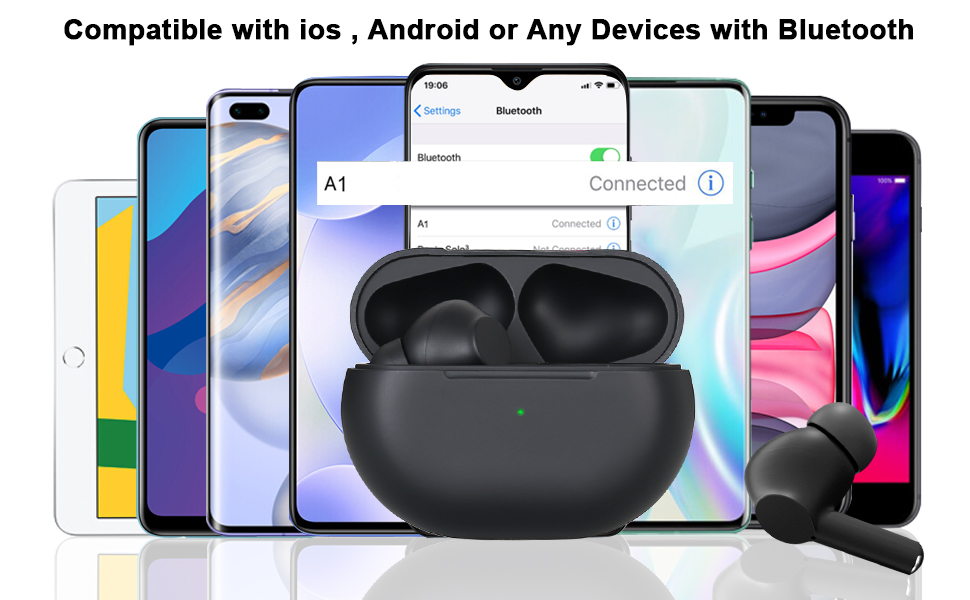 Compatible with ios , Android or Any Devices with Bluetooth
19:06
Settings Bluetooth
Bluetooth
A1 Connected
A1 Connected
Not Connected
100%